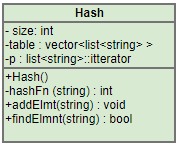 Hash
- size: int
-table : vector<list<string> >
-p : list<string>::itterator
+Hash()
-hashFn (string) : int
+addElmt(string) : void
+findElmnt(string) : bool